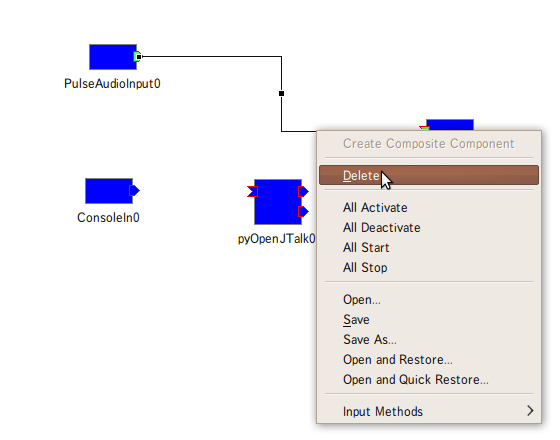 PulseAudioInput0
ConsoleIn0
pyOpenJTalk0
Create Composite Component
Delete
All Activate
All Deactivate
All Start
All Stop
Open...
Save
Save As...
Open and Restore...
Open and Quick Restore...
Input Methods